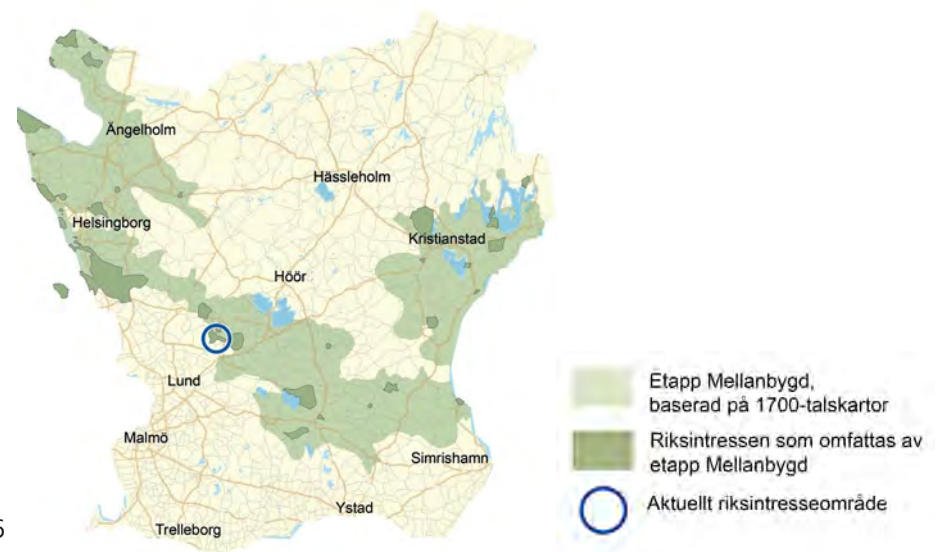 Ängelholm
Hässleholm
Helsingborg
Kristianstad
Höör
Lund
Malmö
Simrishamn
Ystad
Trelleborg
Etapp Mellanbygd,
baserad på 1700-talskartor
Riksintressen som omfattas av
etapp Mellanbygd
Aktuellt riksintresseområde
6